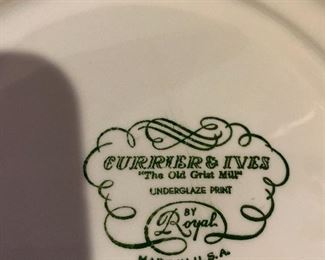 CURRIER & IVES
"The Old Grist Mill"
UNDERGLAZE PRINT
BY
Royal
U.S.A.